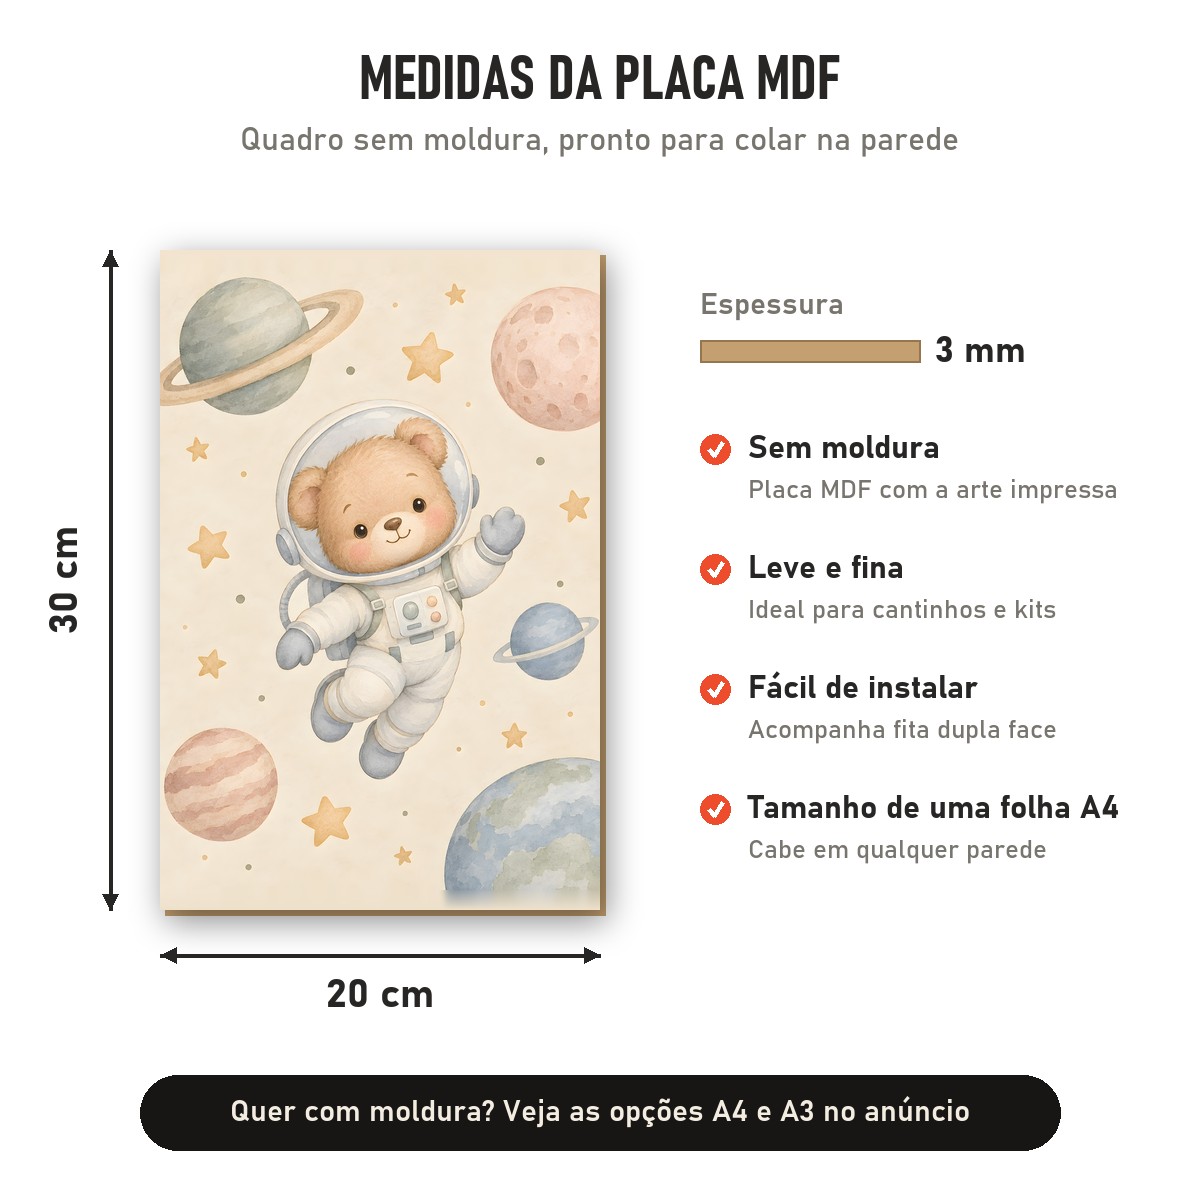 MEDIDAS DA PLACA MDF
Quadro sem moldura, pronto para colar na parede
30 cm
20 cm
Espessura
3 mm
Sem moldura
Placa MDF com a arte impressa
Leve e fina
Ideal para cantinhos e kits
Fácil de instalar
Acompanha fita dupla face
Tamanho de uma folha A4
Cabe em qualquer parede
Quer com moldura? Veja as opções A4 e A3 no anúncio